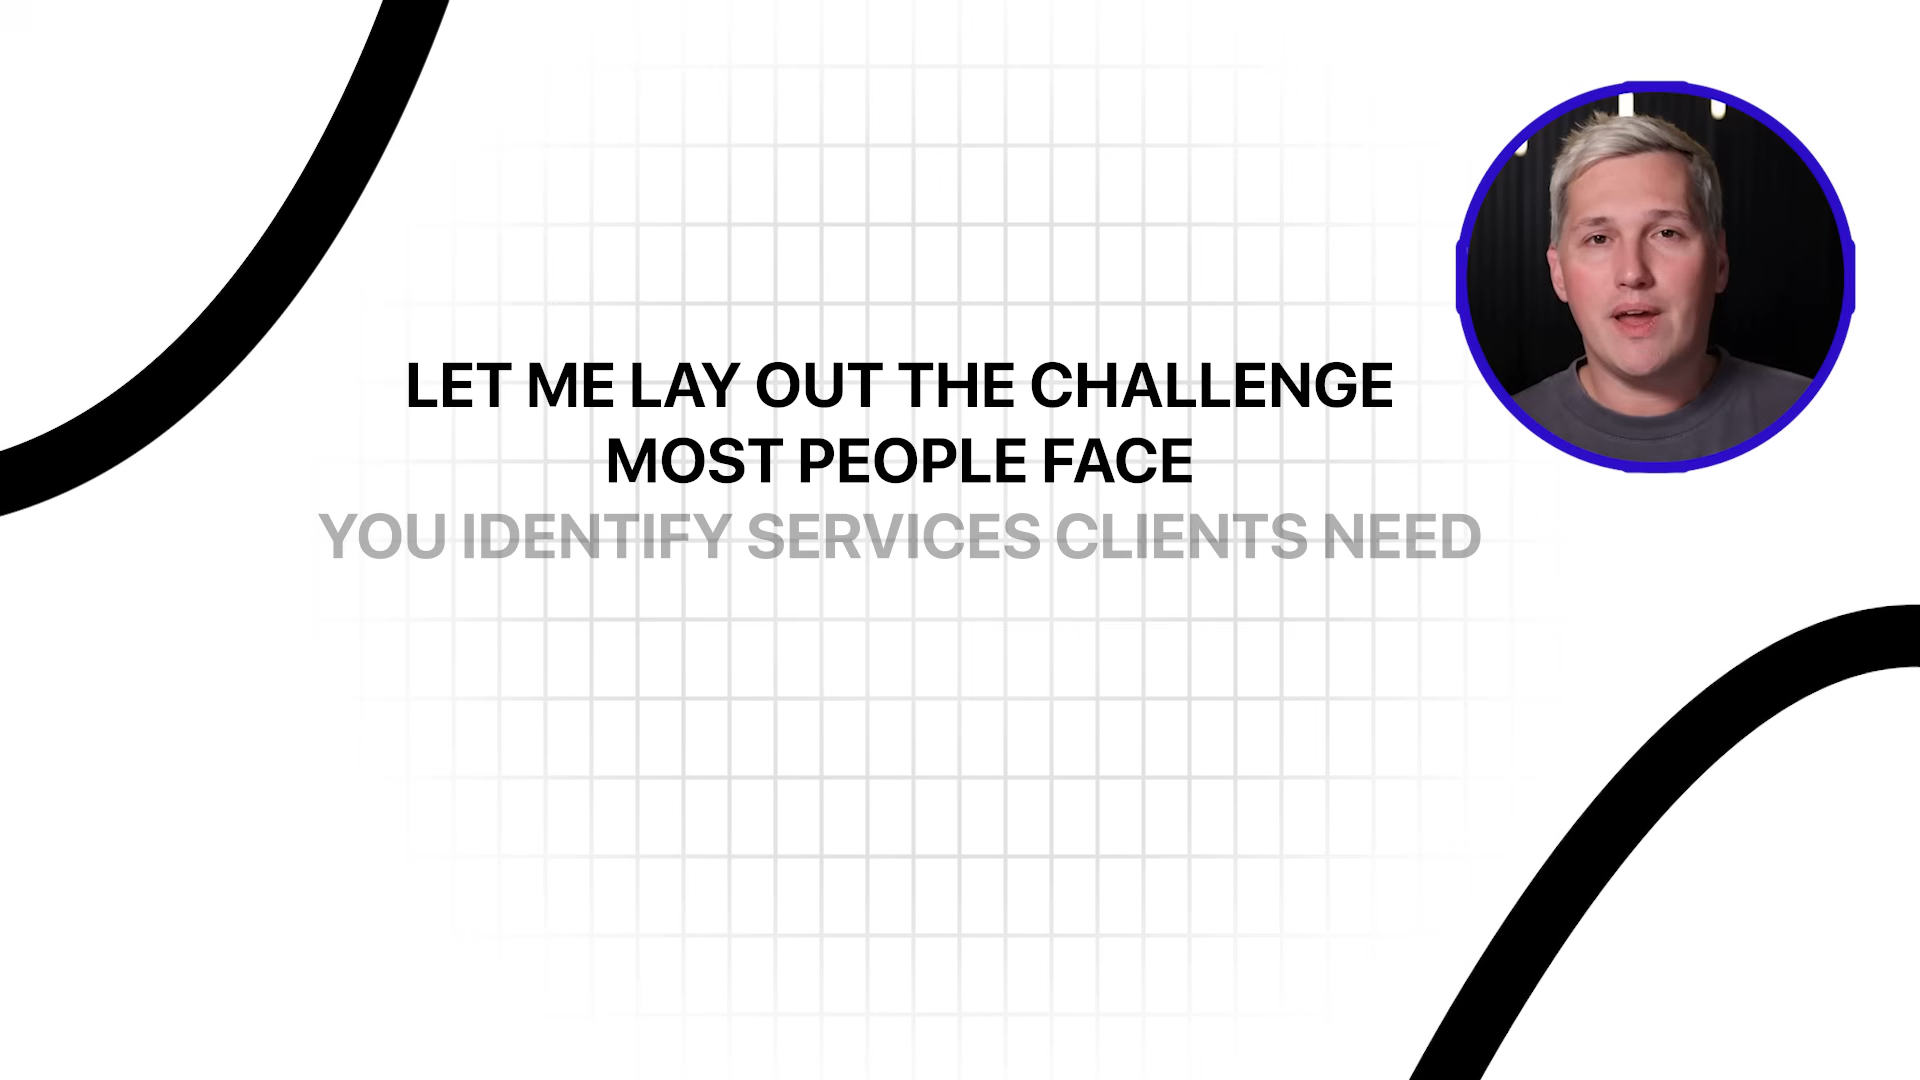 LET ME LAY OUT THE CHALLENGE
MOST PEOPLE FACE
YOU IDENTIFY SERVICES CLIENTS NEED